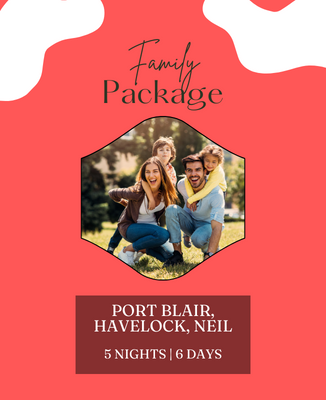 Family
Package
PORT BLAIR,
HAVELOCK, NEIL
5 NIGHTS | 6 DAYS